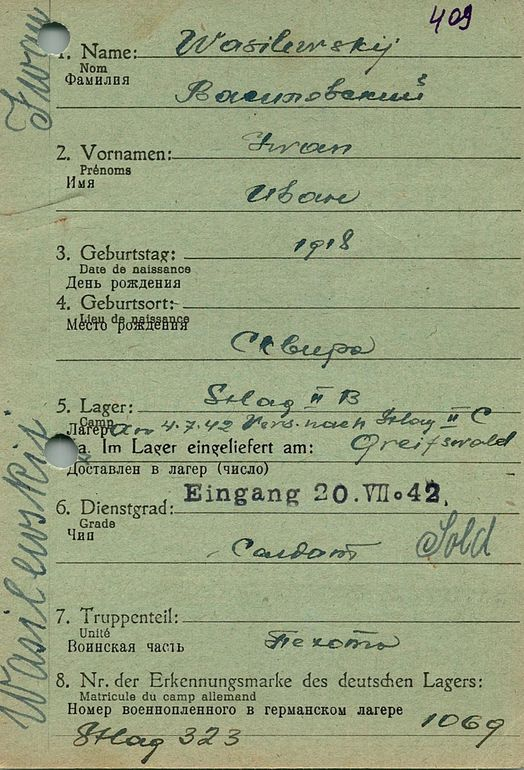 409
1. Name: Wasilewskij
Nom
Фамилия
Василовский
2. Vornamen: Iwan
Prénoms
Имя
Иван
3. Geburtstag: 1918
Date de naissance
День рождения
4. Geburtsort:
Lieu de naissance
Место рождения
Сквира
5. Lager: Stlag II B
Camp
Лагерь Am 4.7.42 Vers. nach Stlag II C
a. Im Lager eingeliefert am: Greifswald
Доставлен в лагерь (число)
Eingang 20.VII.42.
6. Dienstgrad:
Grade
Чин
Солдат Sold
7. Truppenteil:
Unité
Воинская часть Пехота
8. Nr. der Erkennungsmarke des deutschen Lagers:
Matricule du camp allemand
Номер военнопленного в германском лагере
Stlag 323 1069
Wasilewskij Iwan